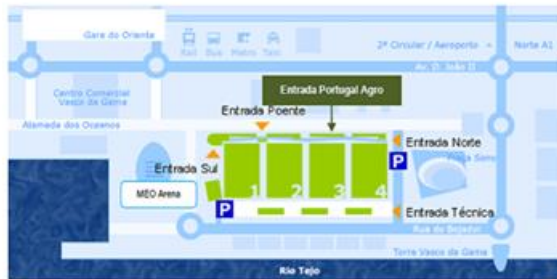 Gare do Oriente
Rail Bus Metro Taxi
2ª Circular / Aeroporto
Norte A1
Av. D. João II
Centro Comercial
Vasco da Gama
Entrada Portugal Agro
Entrada Poente
Alameda dos Oceanos
Entrada Norte
Entrada Sul
P
MEO Arena
1 2 3 4
P
Entrada Técnica
Rua do Bojador
Torre Vasco da Gama
Rio Tejo